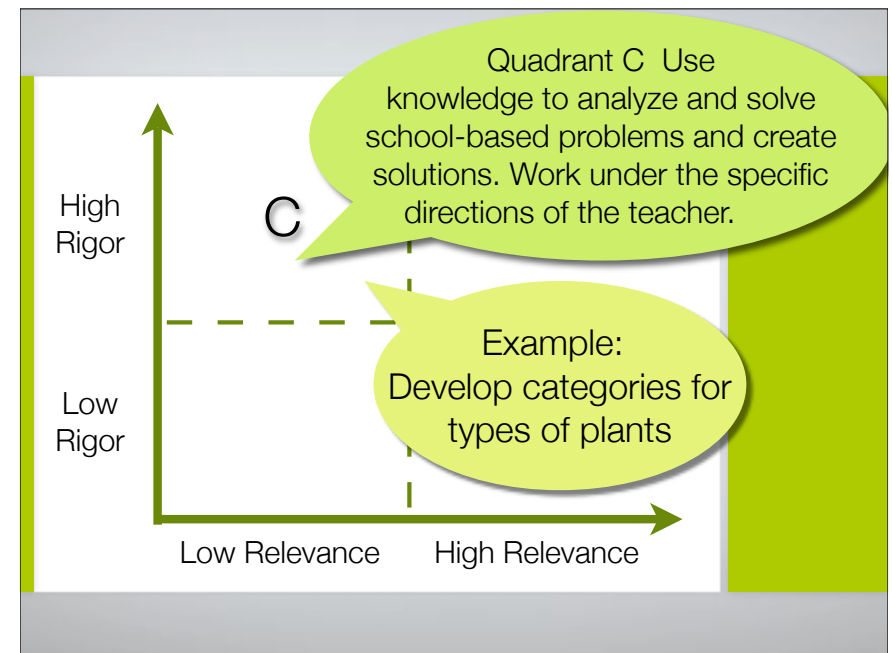 Quadrant C  Use
knowledge to analyze and solve
school-based problems and create
solutions. Work under the specific
directions of the teacher.
High
Rigor
C
Example:
Develop categories for
types of plants
Low
Rigor
Low Relevance
High Relevance